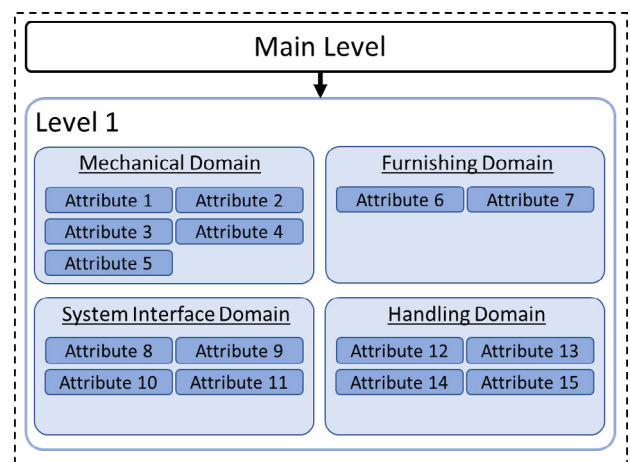 Main Level
Level 1
Mechanical Domain
Attribute 1 Attribute 2
Attribute 3 Attribute 4
Attribute 5
Furnishing Domain
Attribute 6 Attribute 7
System Interface Domain
Attribute 8 Attribute 9
Attribute 10 Attribute 11
Handling Domain
Attribute 12 Attribute 13
Attribute 14 Attribute 15